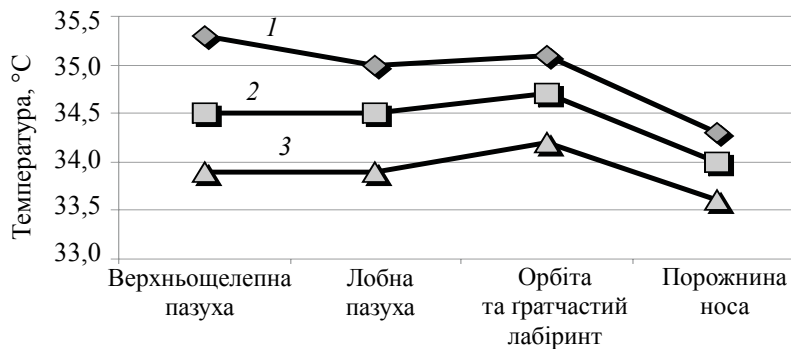 Температура, °C
35,5
35,0
34,5
34,0
33,5
33,0
1
2
3
Верхньощелепна
пазуха
Лобна
пазуха
Орбіта
та ґратчастий
лабіринт
Порожнина
носа